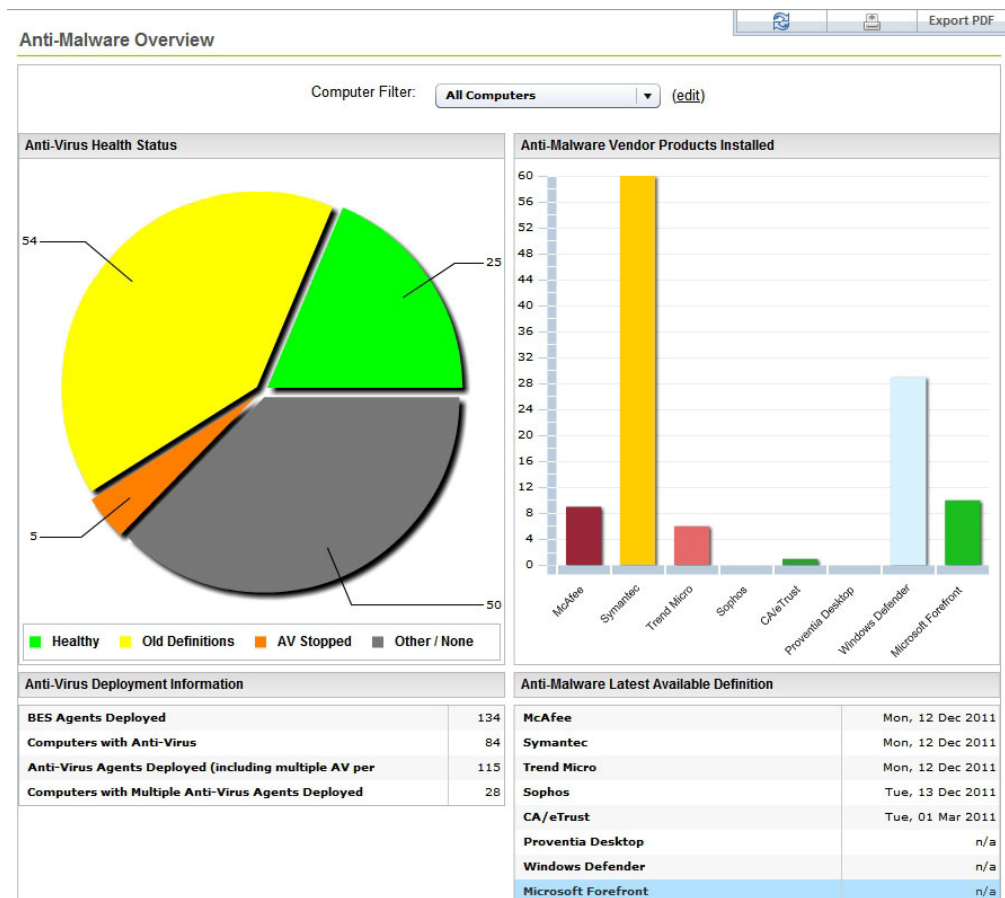 Export PDF
Anti-Malware Overview
Computer Filter: All Computers (edit)
Anti-Virus Health Status
54
25
5
50
Healthy Old Definitions AV Stopped Other / None
Anti-Malware Vendor Products Installed
60
56
52
48
44
40
36
32
28
24
20
16
12
8
4
0
McAfee
Symantec
Trend Micro
Sophos
CA/eTrust
Proventia Desktop
Windows Defender
Microsoft Forefront
Anti-Virus Deployment Information
BES Agents Deployed 134
Computers with Anti-Virus 84
Anti-Virus Agents Deployed (including multiple AV per 115
Computers with Multiple Anti-Virus Agents Deployed 28
Anti-Malware Latest Available Definition
McAfee Mon, 12 Dec 2011
Symantec Mon, 12 Dec 2011
Trend Micro Mon, 12 Dec 2011
Sophos Tue, 13 Dec 2011
CA/eTrust Tue, 01 Mar 2011
Proventia Desktop n/a
Windows Defender n/a
Microsoft Forefront n/a